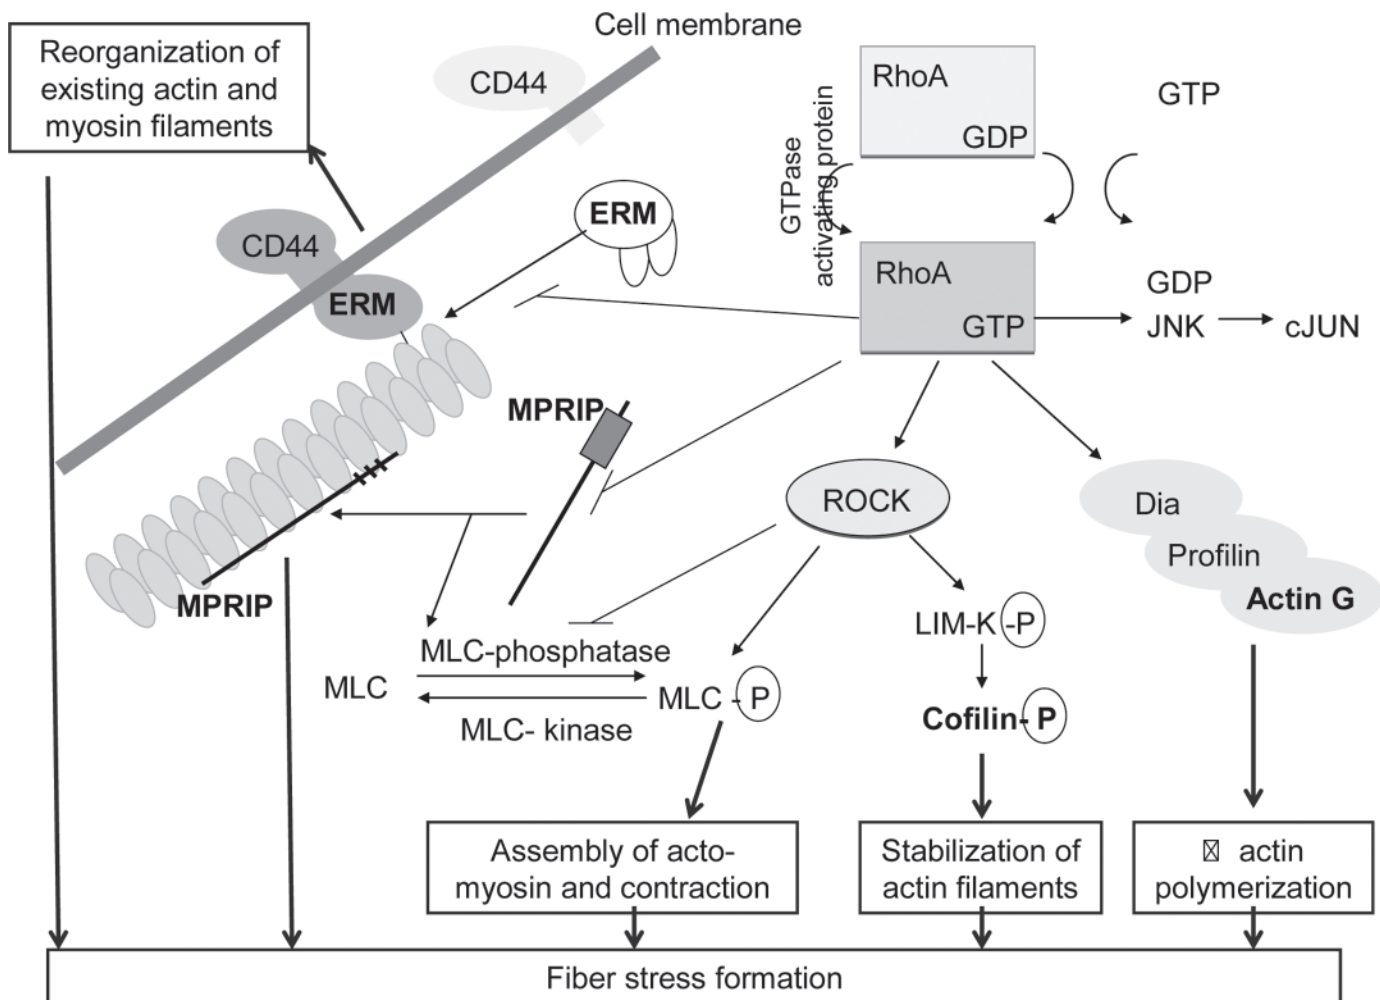 Cell membrane
Reorganization of
existing actin and
myosin filaments
CD44
RhoA
GDP
GTP
GTPase
activating protein
ERM
CD44
ERM
RhoA
GTP
GDP
JNK
cJUN
MPRIP
ROCK
Dia
Profilin
Actin G
MPRIP
LIM-K -P
MLC-phosphatase
MLC
MLC - P
MLC- kinase
Cofilin- P
Assembly of acto-
myosin and contraction
Stabilization of
actin filaments
actin
polymerization
Fiber stress formation